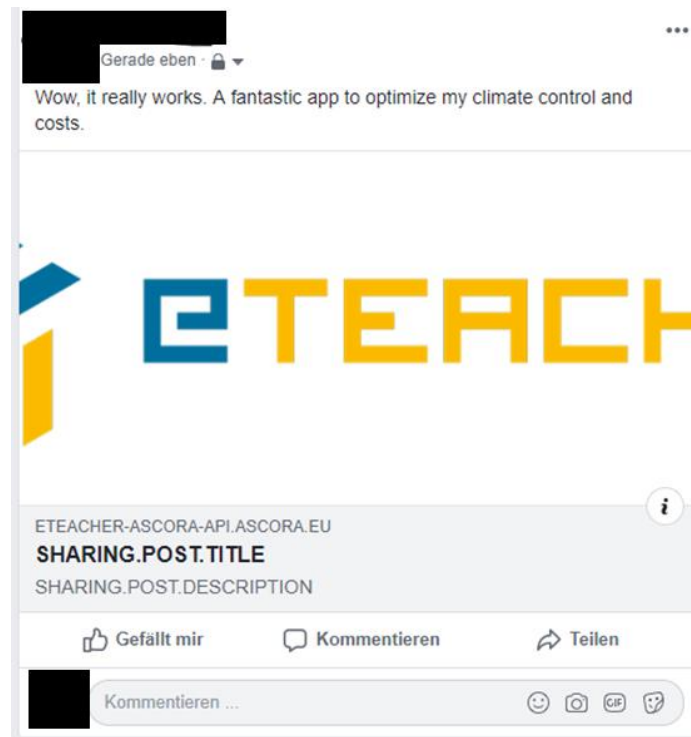 Gerade eben ·
Wow, it really works. A fantastic app to optimize my climate control and
costs.
eTEACH
i
ETEACHER-ASCORA-API.ASCORA.EU
SHARING.POST.TITLE
SHARING.POST.DESCRIPTION
Gefällt mir Kommentieren Teilen
Kommentieren ... GIF